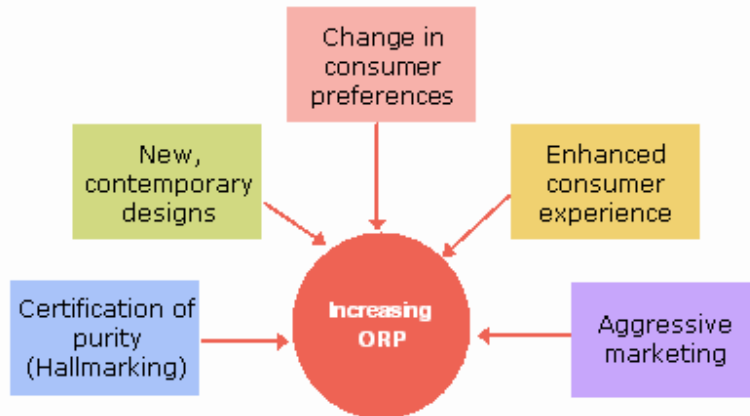 Change in
consumer
preferences
New,
contemporary
designs
Enhanced
consumer
experience
Certification of
purity
(Hallmarking)
Increasing
ORP
Aggressive
marketing